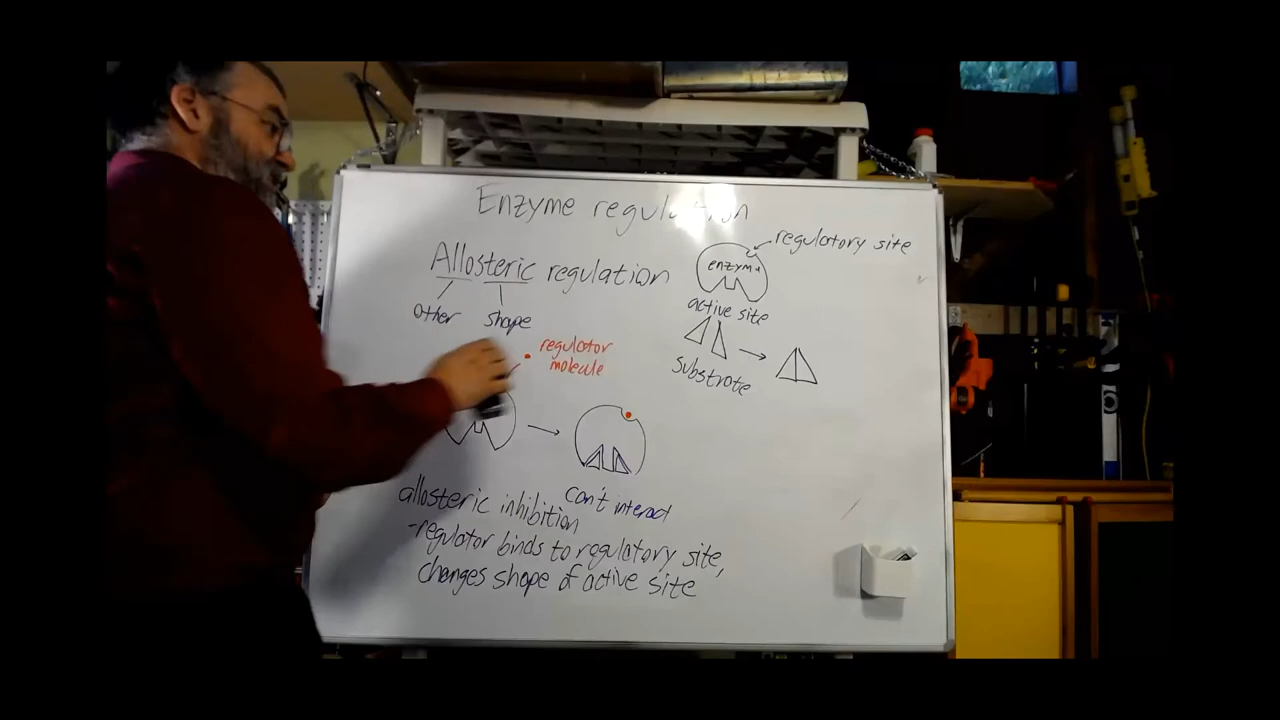 Enzyme regulation
Allosteric regulation
other shape
enzyme
regulatory site
active site
substrate
regulator
molecule
can't interact
allosteric inhibition
-regulator binds to regulatory site,
changes shape of active site